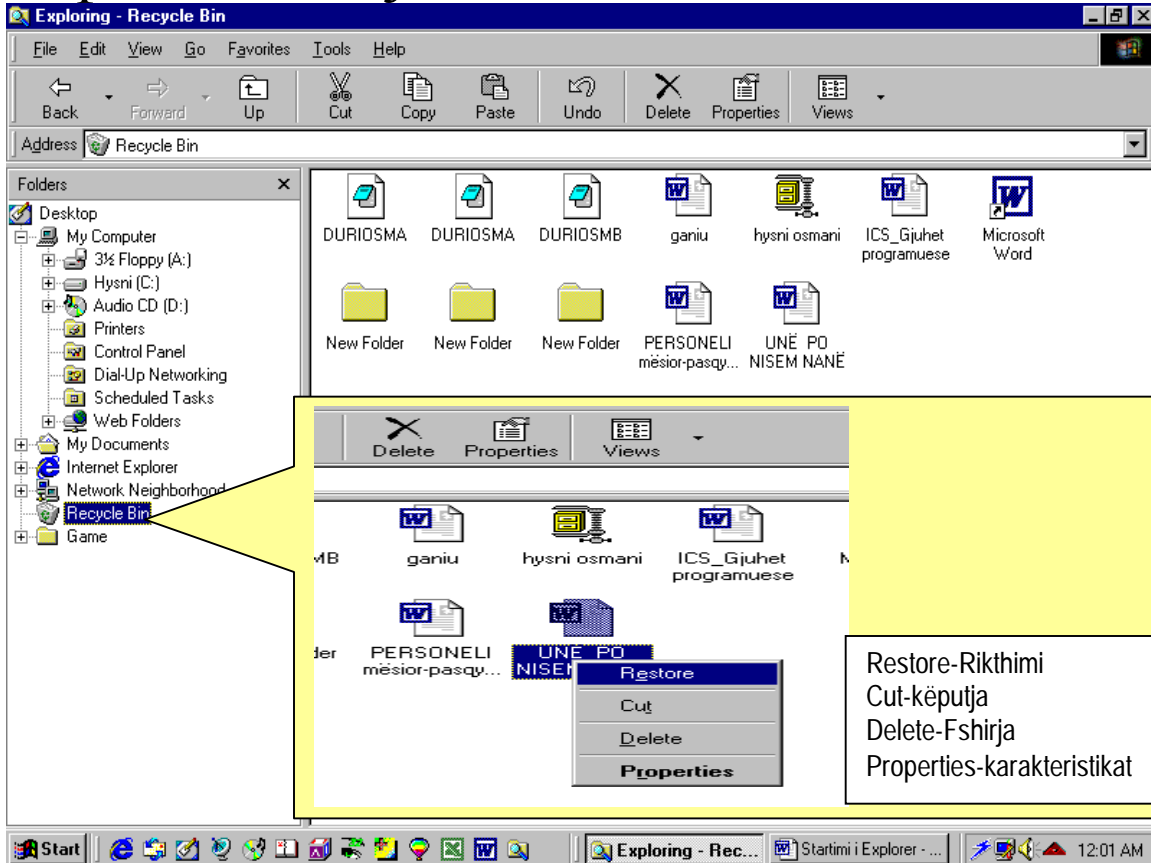 Exploring - Recycle Bin
File Edit View Go Favorites Tools Help
Back Forward Up Cut Copy Paste Undo Delete Properties Views
Address Recycle Bin
Folders
Desktop
My Computer
3½ Floppy (A:)
Hysni (C:)
Audio CD (D:)
Printers
Control Panel
Dial-Up Networking
Scheduled Tasks
Web Folders
My Documents
Internet Explorer
Network Neighborhood
Recycle Bin
Game
DURIOSMA DURIOSMA DURIOSMB ganiu hysni osmani ICS_Gjuhet Microsoft
programuese Word
New Folder New Folder New Folder PERSONELI UNË PO
mësior-pasqy... NISEM NANË
Delete Properties Views
MB ganiu hysni osmani ICS_Gjuhet
programuese
der PERSONELI UNË PO
mësior-pasqy...
Restore
Cut
Delete
Properties
Restore-Rikthimi
Cut-këputja
Delete-Fshirja
Properties-karakteristikat
Start Exploring - Rec... Startimi i Explorer - ... 12:01 AM